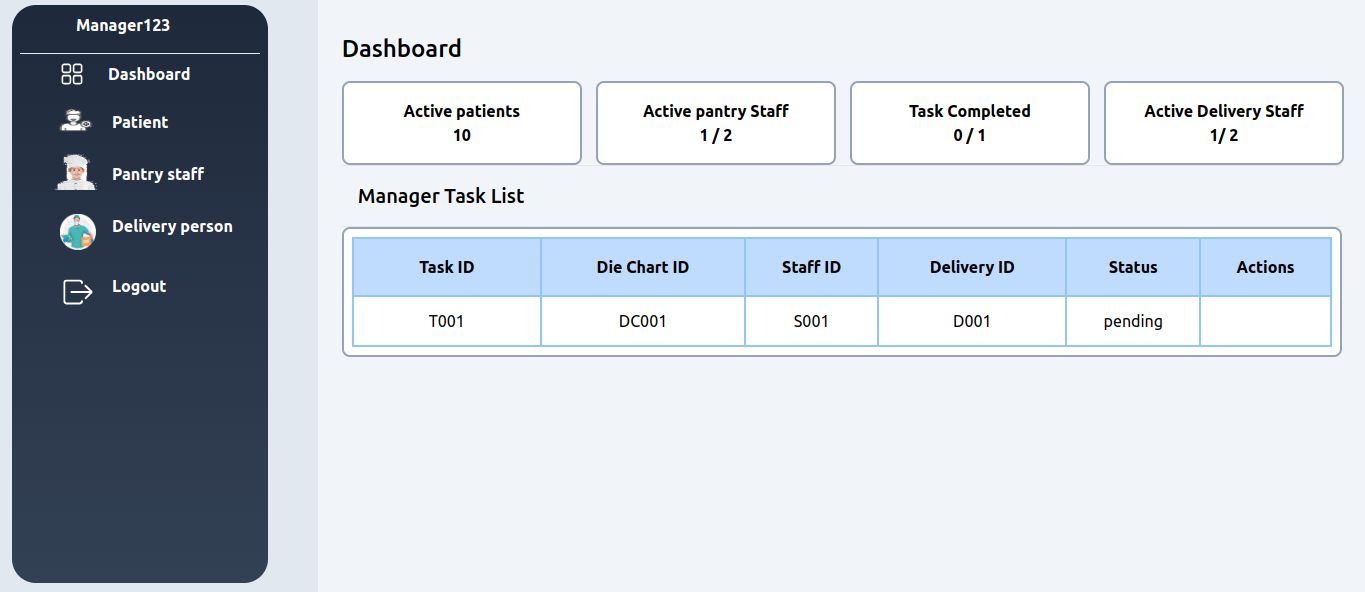 Manager123
Dashboard
Patient
Pantry staff
Delivery person
Logout
Dashboard
Active patients
10
Active pantry Staff
1 / 2
Task Completed
0 / 1
Active Delivery Staff
1/ 2
Manager Task List
Task ID Die Chart ID Staff ID Delivery ID Status Actions
T001 DC001 S001 D001 pending